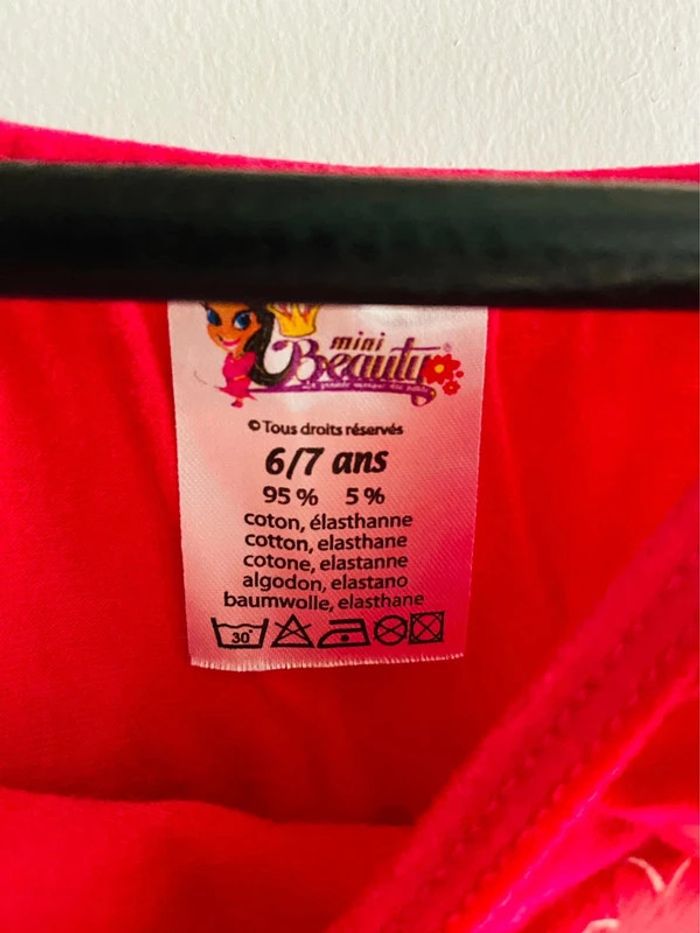 mini
Beauty
©Tous droits réservés
6/7 ans
95% 5%
coton, élasthanne
cotton, elasthane
cotone, elastanne
algodon, elastano
baumwolle, elasthane
30°